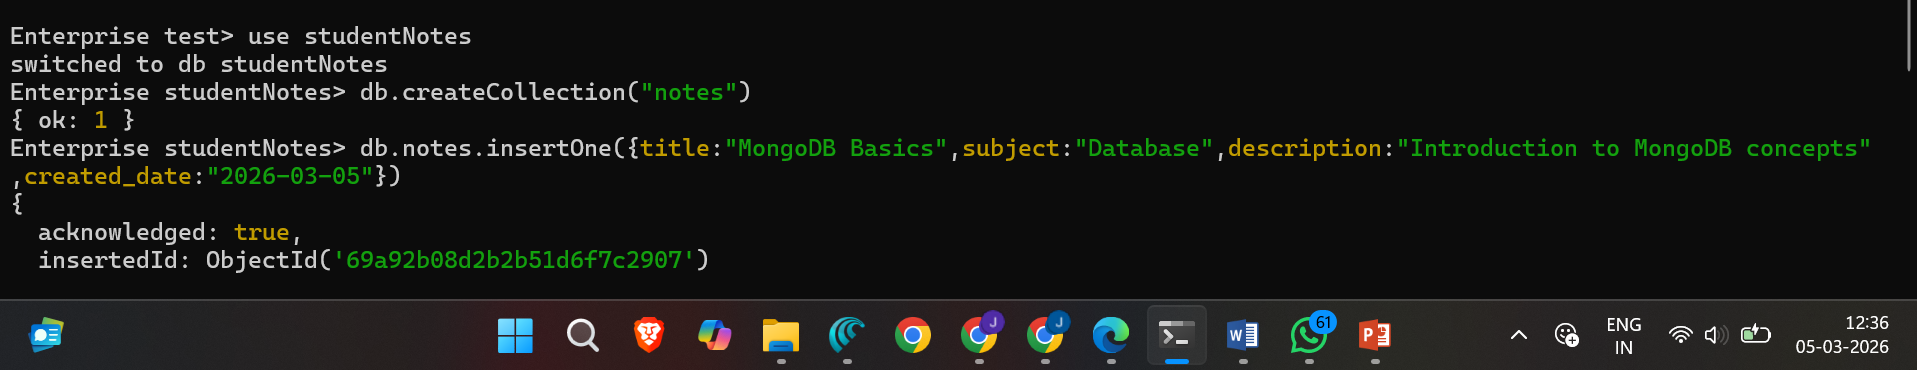 Enterprise test> use studentNotes
switched to db studentNotes
Enterprise studentNotes> db.createCollection("notes")
{ ok: 1 }
Enterprise studentNotes> db.notes.insertOne({title:"MongoDB Basics",subject:"Database",description:"Introduction to MongoDB concepts"
,created_date:"2026-03-05"})
{
  acknowledged: true,
  insertedId: ObjectId('69a92b08d2b2b51d6f7c2907')
J
J
W
61
P
ENG
IN
12:36
05-03-2026